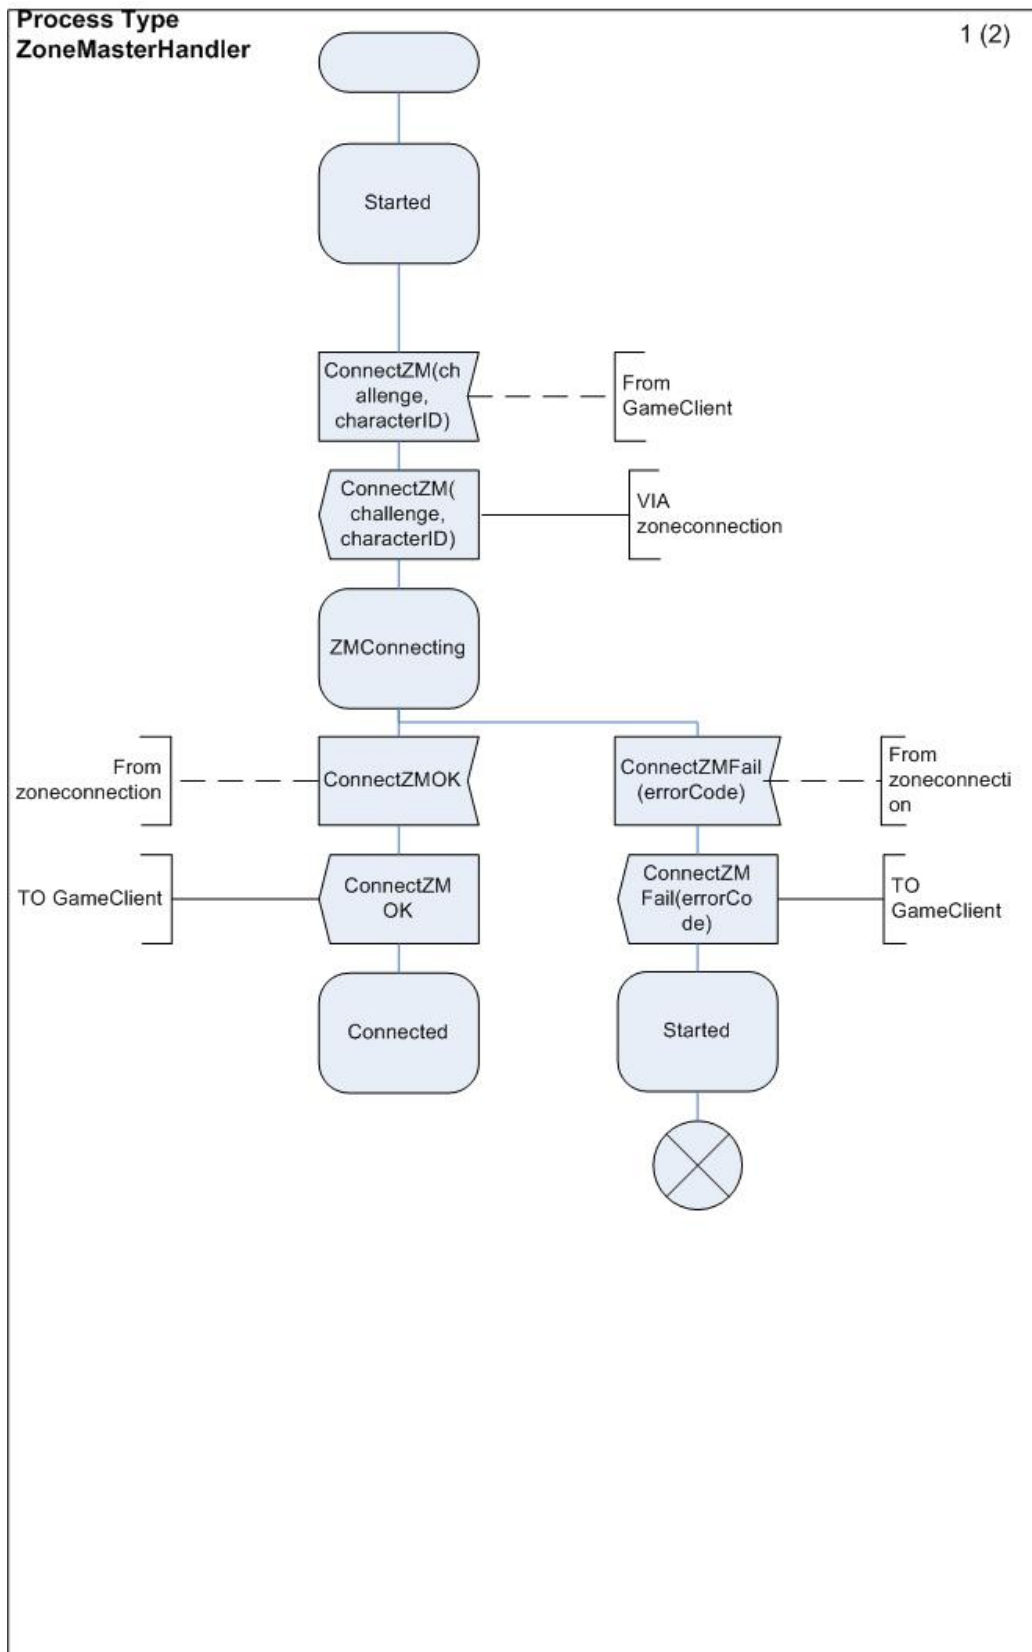 Process Type
ZoneMasterHandler
1 (2)
Started
ConnectZM(ch
allenge,
characterID)
From
GameClient
ConnectZM(
challenge,
characterID)
VIA
zoneconnection
ZMConnecting
From
zoneconnection
ConnectZMOK
ConnectZMFail
(errorCode)
From
zoneconnecti
on
TO GameClient
ConnectZM
OK
ConnectZM
Fail(errorCo
de)
TO
GameClient
Connected
Started